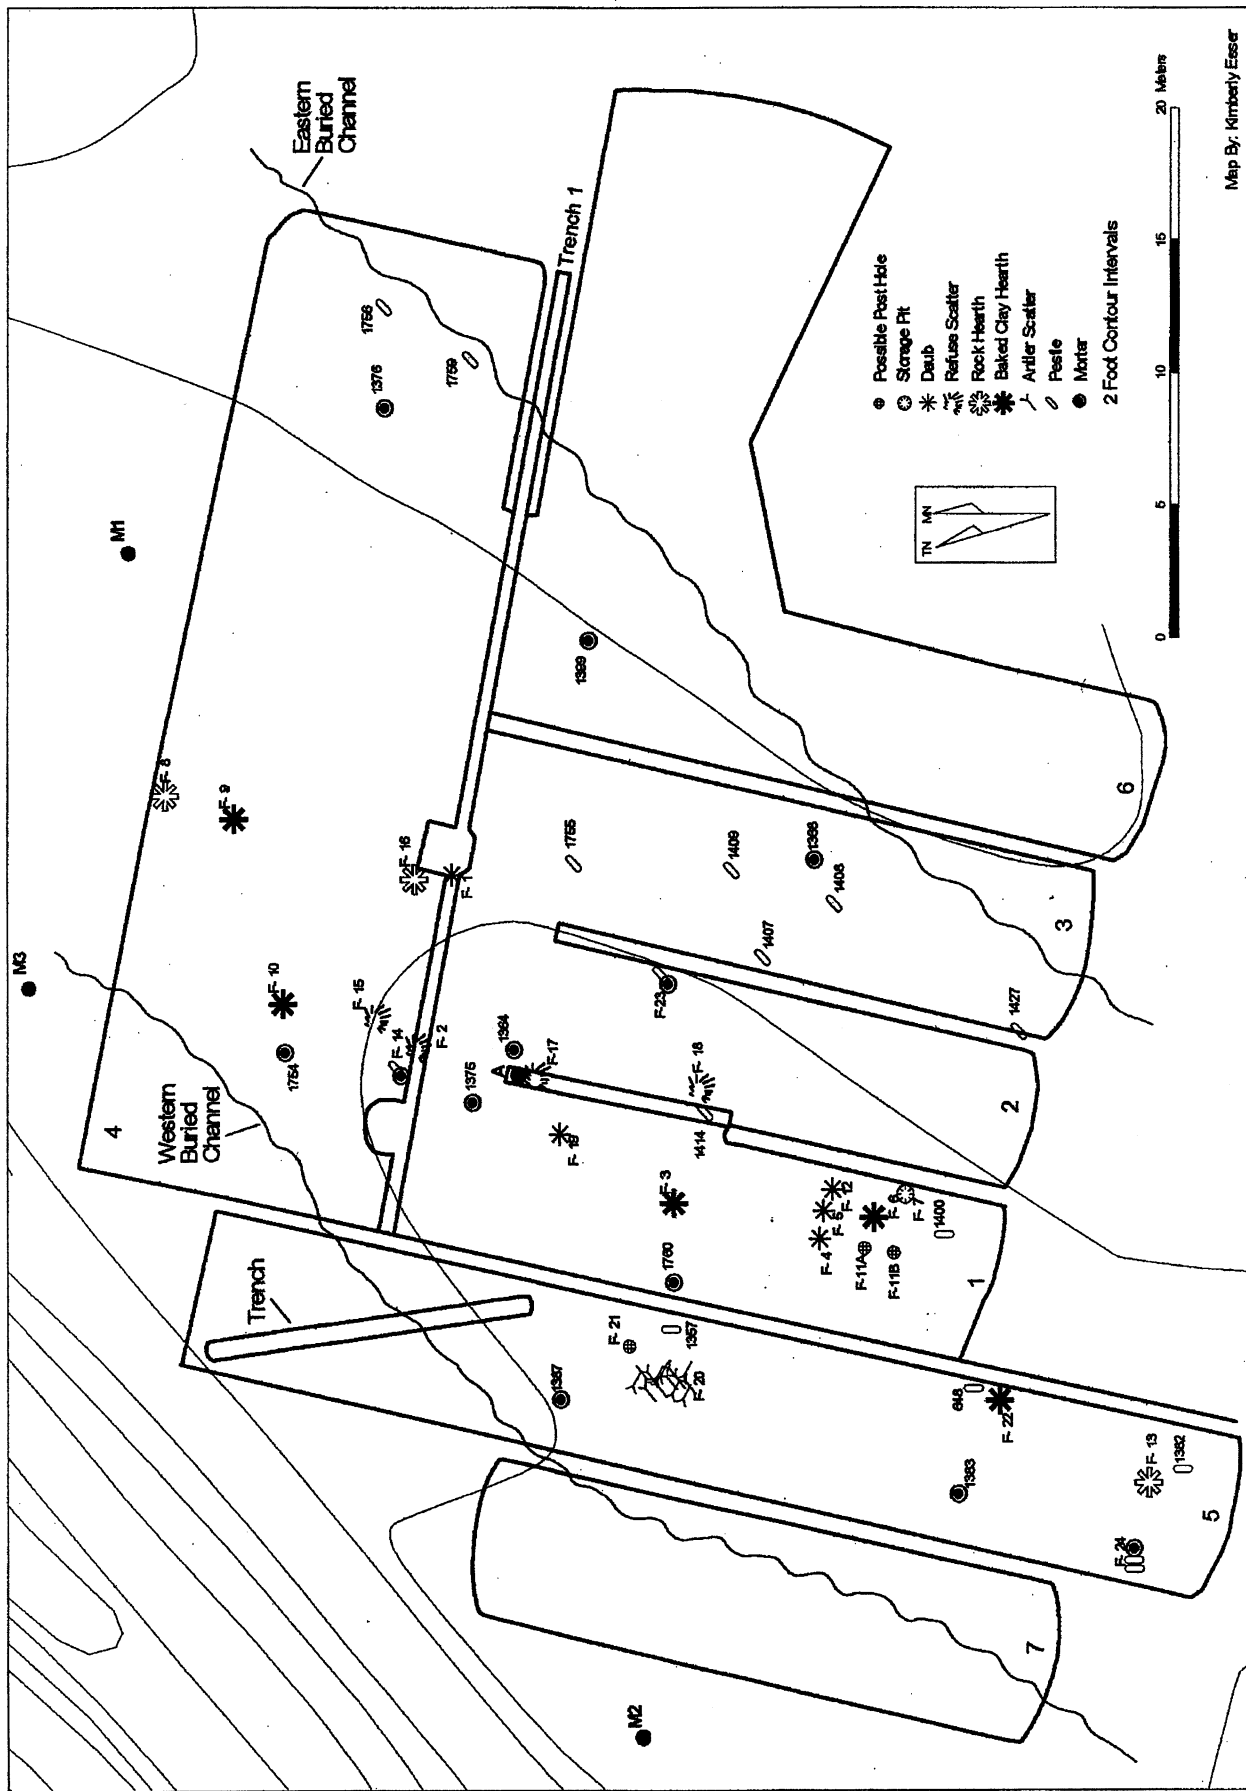 Eastern
Buried
Channel
M1
M3
M2
Western
Buried
Channel
Trench
Trench 1
4
7
5
1
2
3
6
F-8
F-9
F-16
F-1
F-10
F-15
F-14
F-2
1754
1376
1756
1759
1399
1755
1409
1368
1408
1407
1427
F-23
1364
A
F-17
1375
F-19
F-18
1414
F-3
1760
F-4
F-5
F-12
F-6
F-7
F-11A
F-11B
1400
F-21
1357
F-20
1387
648
F-22
1383
F-13
1382
F-24
TN
MN
Possible Post Hole
Storage Pit
Daub
Refuse Scatter
Rock Hearth
Baked Clay Hearth
Antler Scatter
Pestle
Mortar
2 Foot Contour Intervals
0
5
10
15
20 Meters
Map By: Kimberly Esser